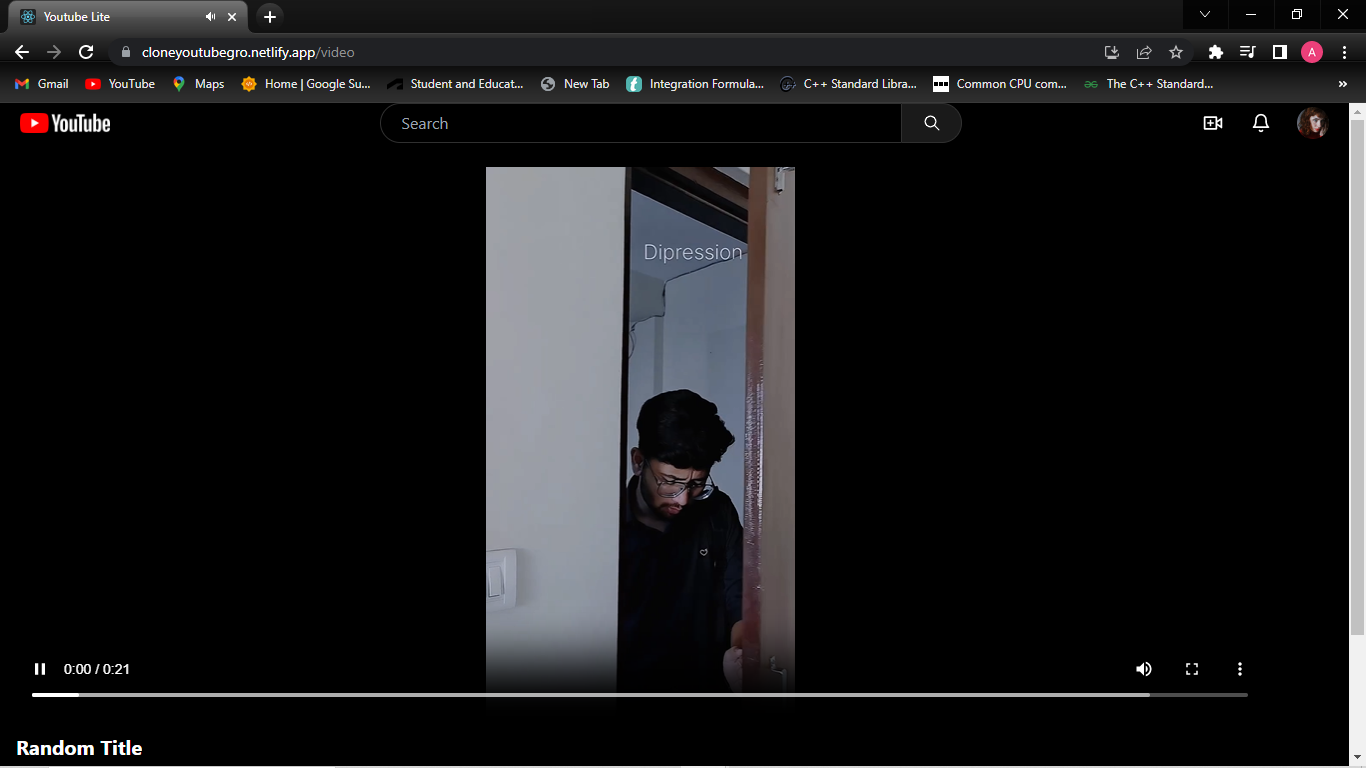 Youtube Lite
cloneyoutubegro.netlify.app/video
A
Gmail
YouTube
Maps
Home | Google Su...
Student and Educat...
New Tab
Integration Formula...
C++ Standard Libra...
Common CPU com...
The C++ Standard...
»
YouTube
Search
Dipression
0:00 / 0:21
Random Title